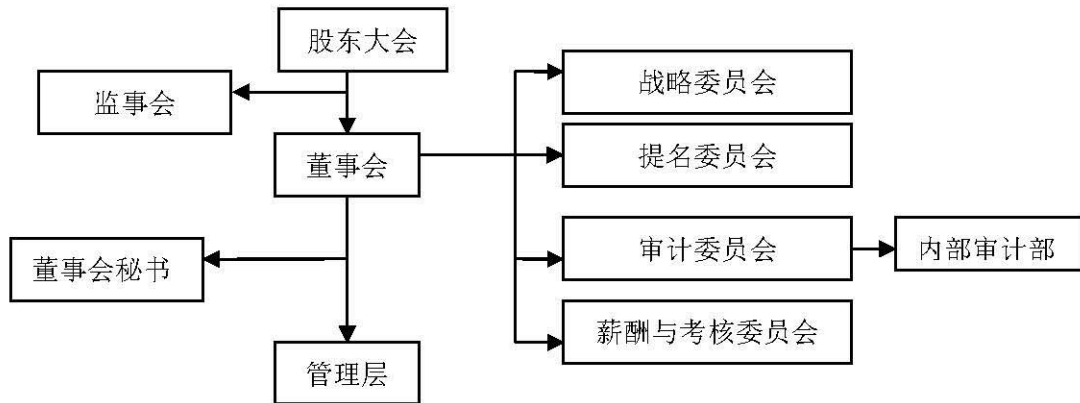 股东大会
监事会
战略委员会
提名委员会
董事会
审计委员会
内部审计部
董事会秘书
薪酬与考核委员会
管理层